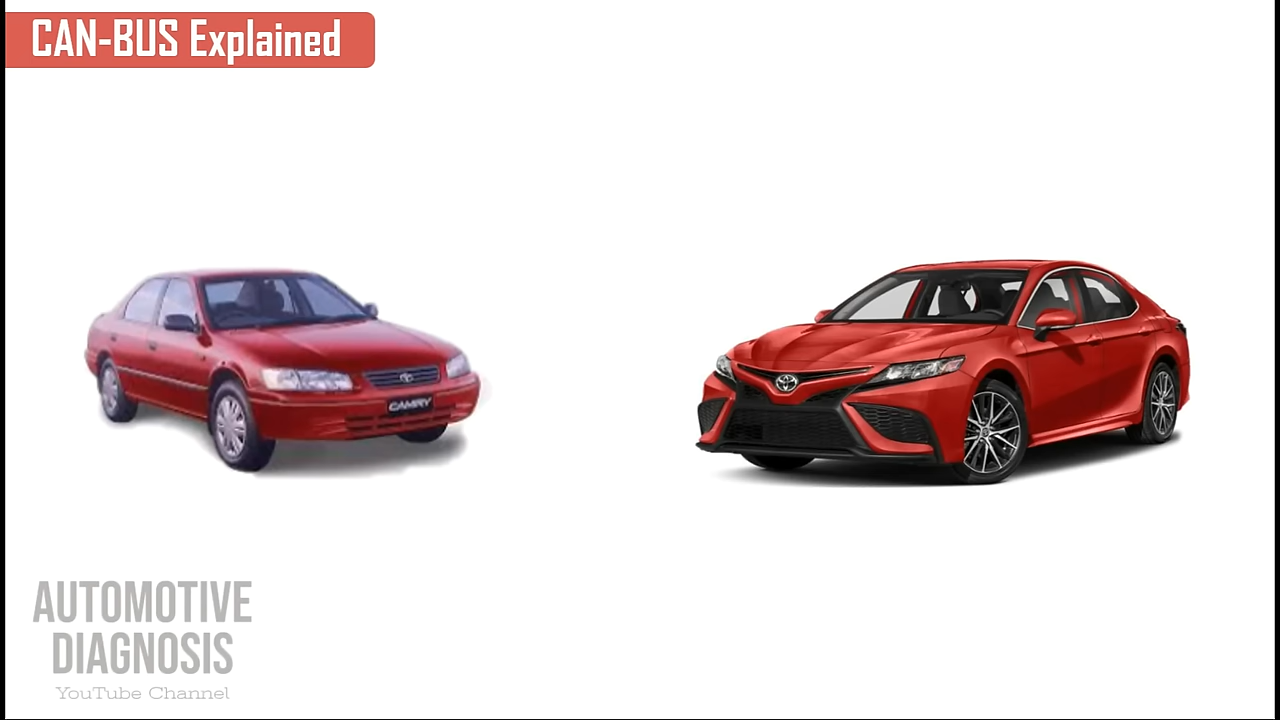 CAN-BUS Explained
CAMRY
AUTOMOTIVE
DIAGNOSIS
YouTube Channel